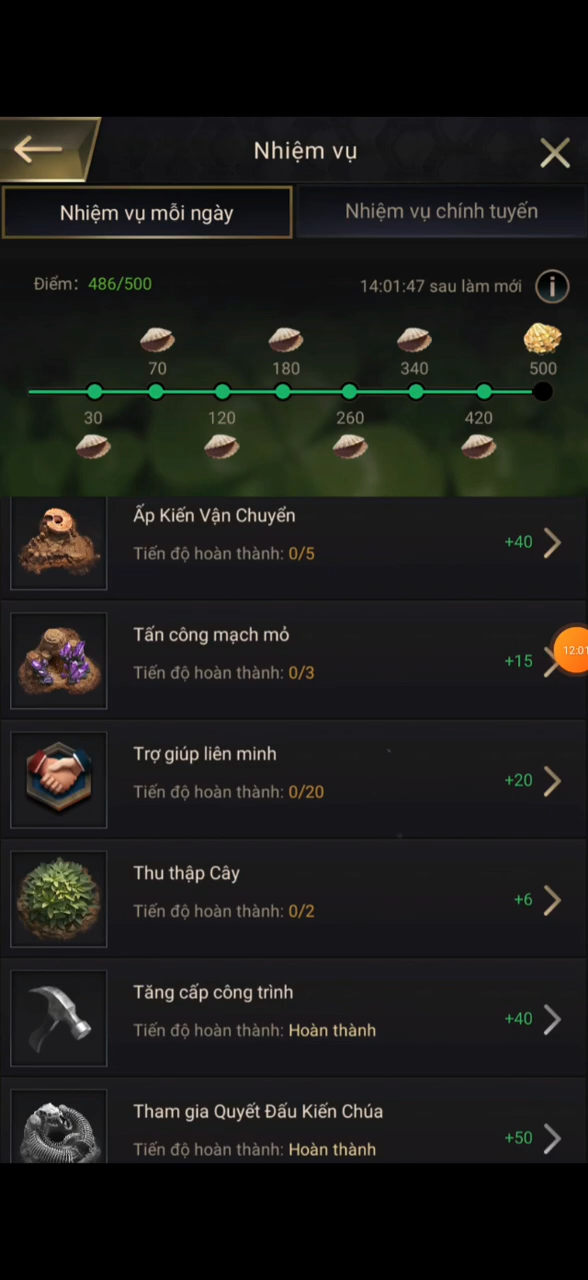 Nhiệm vụ
Nhiệm vụ mỗi ngày
Nhiệm vụ chính tuyến
Điểm: 486/500
14:01:47 sau làm mới
70 180 340 500
30 120 260 420
Ấp Kiến Vận Chuyển
Tiến độ hoàn thành: 0/5
+40
Tấn công mạch mỏ
Tiến độ hoàn thành: 0/3
+15
12:01
Trợ giúp liên minh
Tiến độ hoàn thành: 0/20
+20
Thu thập Cây
Tiến độ hoàn thành: 0/2
+6
Tăng cấp công trình
Tiến độ hoàn thành: Hoàn thành
+40
Tham gia Quyết Đấu Kiến Chúa
Tiến độ hoàn thành: Hoàn thành
+50